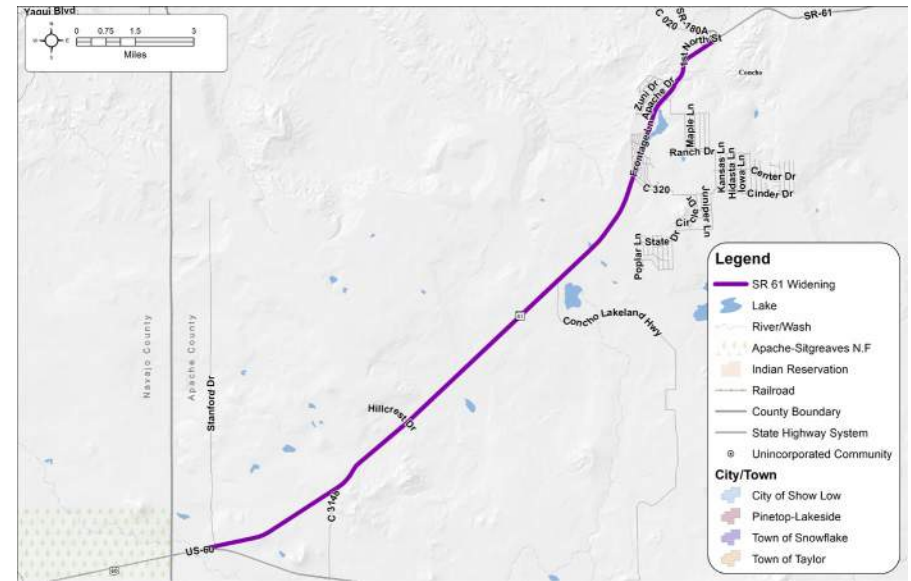 Yaqui Blvd
N
W E
S
0 0.75 1.5 3
Miles
C 020
SR-180A
SR-61
1st North St
Concho
Zuni Dr
Apache Dr
Maple Ln
Frontage Ln
Ranch Dr
Kansas Ln
Hidasta Ln
Iowa Ln
Center Dr
Cinder Dr
C 320
Juniper Ln
Circle Dr
State Dr
Poplar Ln
Concho Lakeland Hwy
61
Navajo County
Apache County
Stanford Dr
Hillcrest Dr
C 3148
US-60
60
Legend
SR 61 Widening
Lake
River/Wash
Apache-Sitgreaves N.F
Indian Reservation
Railroad
County Boundary
State Highway System
Unincorporated Community
City/Town
City of Show Low
Pinetop-Lakeside
Town of Snowflake
Town of Taylor